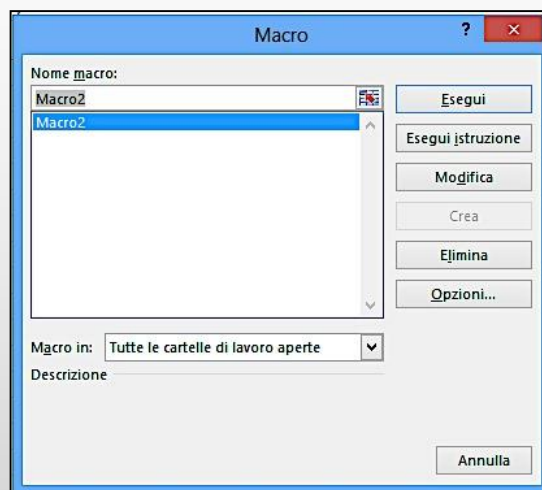 Macro
?
Nome macro:
Macro2
Macro2
Esegui
Esegui istruzione
Modifica
Crea
Elimina
Opzioni...
Macro in:
Tutte le cartelle di lavoro aperte
Descrizione
Annulla